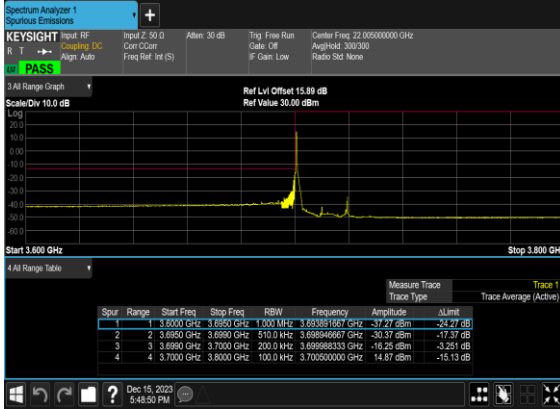 Spectrum Analyzer 1
Spurious Emissions
+
KEYSIGHT Input: RF Input Z: 50 Ω Atten: 30 dB Trig: Free Run Center Freq: 22.005000000 GHz
R T Coupling: DC Corr CCorr Gate: Off Avg|Hold: 300/300
Align: Auto Freq Ref: Int (S) IF Gain: Low Radio Std: None
PASS
3 All Range Graph
Ref Lvl Offset 15.89 dB
Scale/Div 10.0 dB Ref Value 30.00 dBm
Log
20.0
10.0
0.00
-10.0
-20.0
-30.0
-40.0
-50.0
-60.0
Start 3.600 GHz Stop 3.800 GH
4 All Range Table
Measure Trace Trace 1
Trace Type Trace Average (Active)
Spur Range Start Freq Stop Freq RBW Frequency Amplitude ΔLimit
1 1 3.6000 GHz 3.6950 GHz 1.000 MHz 3.693891667 GHz -37.27 dBm -24.27 dB
2 2 3.6950 GHz 3.6990 GHz 510.0 kHz 3.698946667 GHz -30.37 dBm -17.37 dB
3 3 3.6990 GHz 3.7000 GHz 200.0 kHz 3.699988333 GHz -16.25 dBm -3.251 dB
4 4 3.7000 GHz 3.8000 GHz 100.0 kHz 3.700500000 GHz 14.87 dBm -15.13 dB
?
Dec 15, 2023
5:48:50 PM